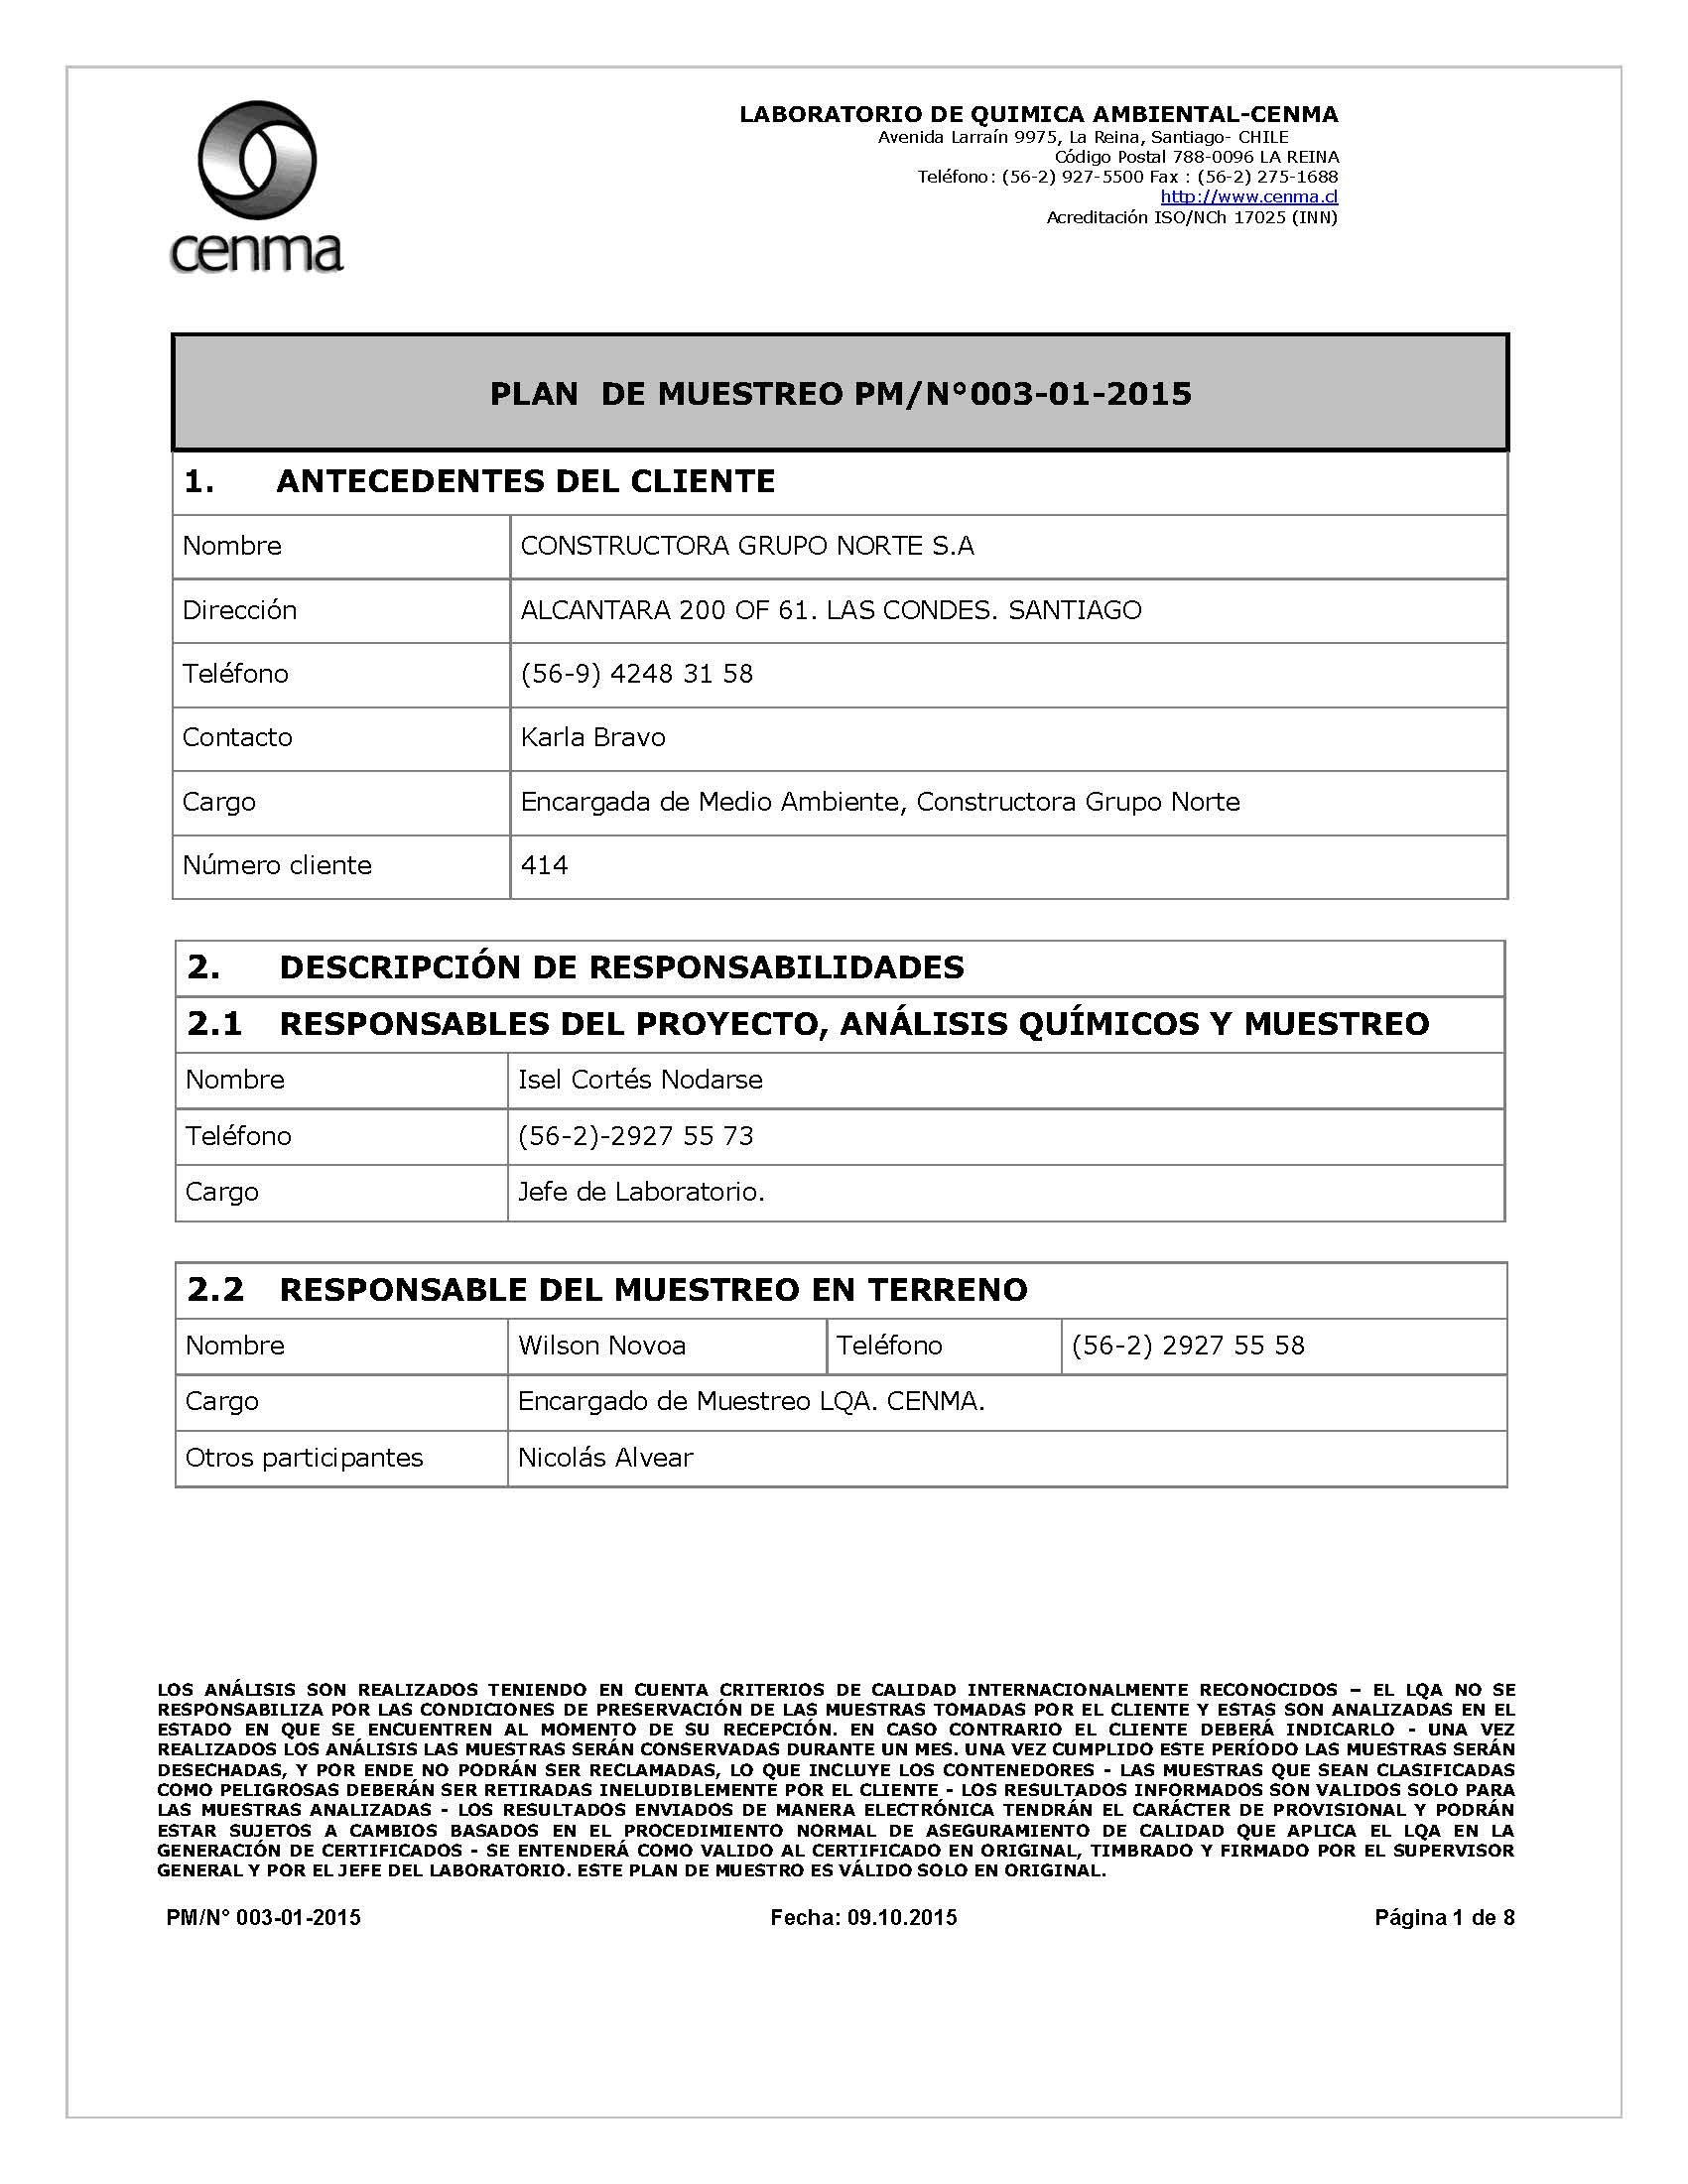 cenma
LABORATORIO DE QUIMICA AMBIENTAL-CENMA
Avenida Larraín 9975, La Reina, Santiago- CHILE
Código Postal 788-0096 LA REINA
Teléfono: (56-2) 927-5500 Fax : (56-2) 275-1688
http://www.cenma.cl
Acreditación ISO/NCh 17025 (INN)
PLAN DE MUESTREO PM/N°003-01-2015
1. ANTECEDENTES DEL CLIENTE
Nombre CONSTRUCTORA GRUPO NORTE S.A
Dirección ALCANTARA 200 OF 61. LAS CONDES. SANTIAGO
Teléfono (56-9) 4248 31 58
Contacto Karla Bravo
Cargo Encargada de Medio Ambiente, Constructora Grupo Norte
Número cliente 414
2. DESCRIPCIÓN DE RESPONSABILIDADES
2.1 RESPONSABLES DEL PROYECTO, ANÁLISIS QUÍMICOS Y MUESTREO
Nombre Isel Cortés Nodarse
Teléfono (56-2)-2927 55 73
Cargo Jefe de Laboratorio.
2.2 RESPONSABLE DEL MUESTREO EN TERRENO
Nombre Wilson Novoa Teléfono (56-2) 2927 55 58
Cargo Encargado de Muestreo LQA. CENMA.
Otros participantes Nicolás Alvear
LOS ANÁLISIS SON REALIZADOS TENIENDO EN CUENTA CRITERIOS DE CALIDAD INTERNACIONALMENTE RECONOCIDOS – EL LQA NO SE
RESPONSABILIZA POR LAS CONDICIONES DE PRESERVACIÓN DE LAS MUESTRAS TOMADAS POR EL CLIENTE Y ESTAS SON ANALIZADAS EN EL
ESTADO EN QUE SE ENCUENTREN AL MOMENTO DE SU RECEPCIÓN. EN CASO CONTRARIO EL CLIENTE DEBERÁ INDICARLO - UNA VEZ
REALIZADOS LOS ANÁLISIS LAS MUESTRAS SERÁN CONSERVADAS DURANTE UN MES. UNA VEZ CUMPLIDO ESTE PERÍODO LAS MUESTRAS SERÁN
DESECHADAS, Y POR ENDE NO PODRÁN SER RECLAMADAS, LO QUE INCLUYE LOS CONTENEDORES - LAS MUESTRAS QUE SEAN CLASIFICADAS
COMO PELIGROSAS DEBERÁN SER RETIRADAS INELUDIBLEMENTE POR EL CLIENTE - LOS RESULTADOS INFORMADOS SON VALIDOS SOLO PARA
LAS MUESTRAS ANALIZADAS - LOS RESULTADOS ENVIADOS DE MANERA ELECTRÓNICA TENDRÁN EL CARÁCTER DE PROVISIONAL Y PODRÁN
ESTAR SUJETOS A CAMBIOS BASADOS EN EL PROCEDIMIENTO NORMAL DE ASEGURAMIENTO DE CALIDAD QUE APLICA EL LQA EN LA
GENERACIÓN DE CERTIFICADOS - SE ENTENDERÁ COMO VALIDO AL CERTIFICADO EN ORIGINAL, TIMBRADO Y FIRMADO POR EL SUPERVISOR
GENERAL Y POR EL JEFE DEL LABORATORIO. ESTE PLAN DE MUESTRO ES VÁLIDO SOLO EN ORIGINAL.
PM/N° 003-01-2015 Fecha: 09.10.2015 Página 1 de 8